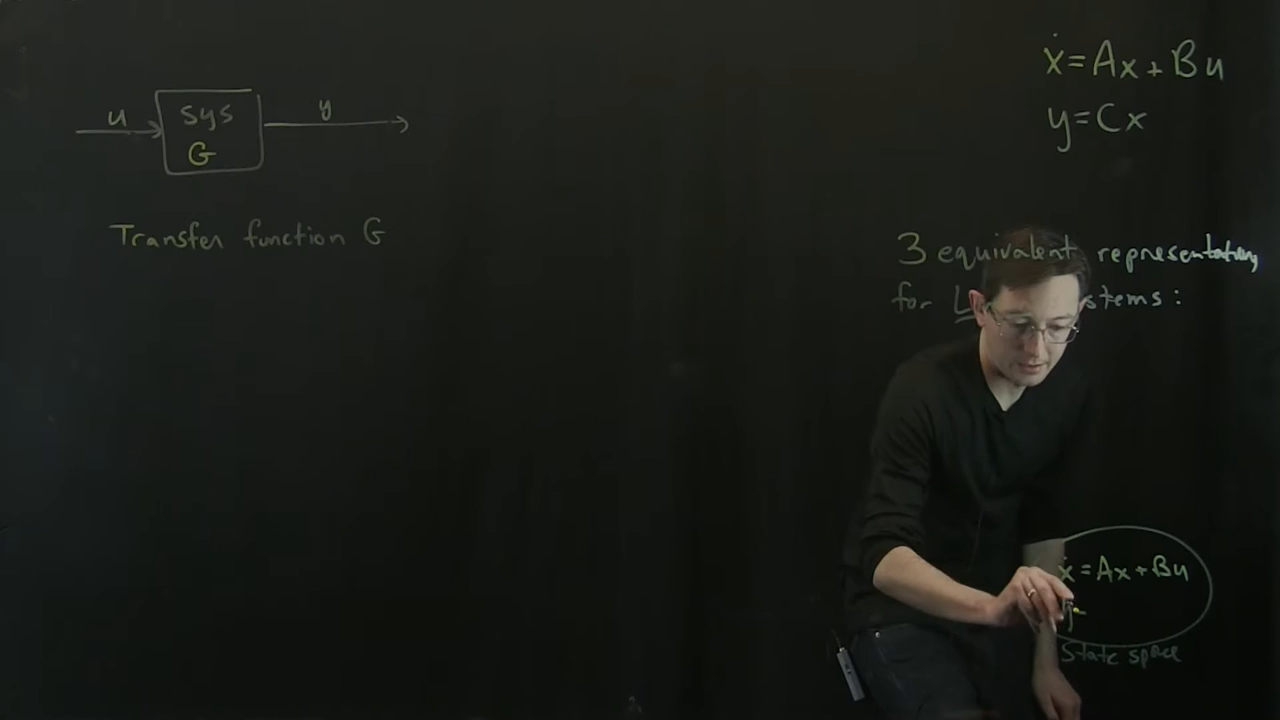 u
sys
G
y
Transfer function G
ẋ=Ax+Bu
y=Cx
3 equivalent representations
for stems:
ẋ=Ax+Bu
y=
State space